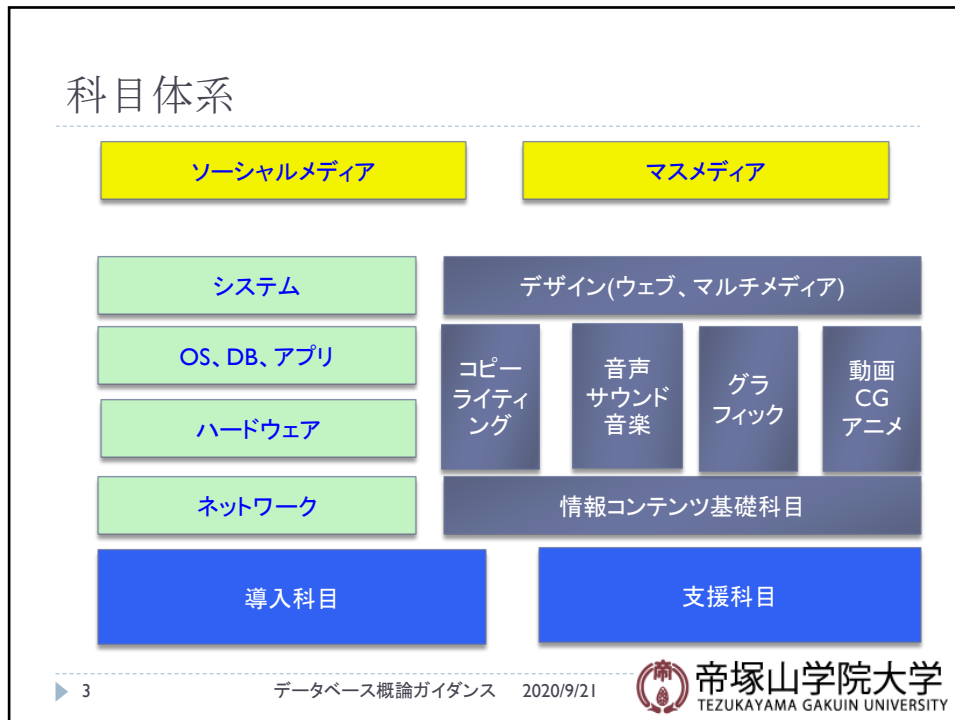 科目体系
ソーシャルメディア
マスメディア
システム
デザイン(ウェブ、マルチメディア)
OS、DB、アプリ
コピー
ライティ
ング
音声
サウンド
音楽
グラ
フィック
動画
CG
アニメ
ハードウェア
ネットワーク
情報コンテンツ基礎科目
導入科目
支援科目
3
データベース概論ガイダンス 2020/9/21
帝塚山学院大学
TEZUKAYAMA GAKUIN UNIVERSITY